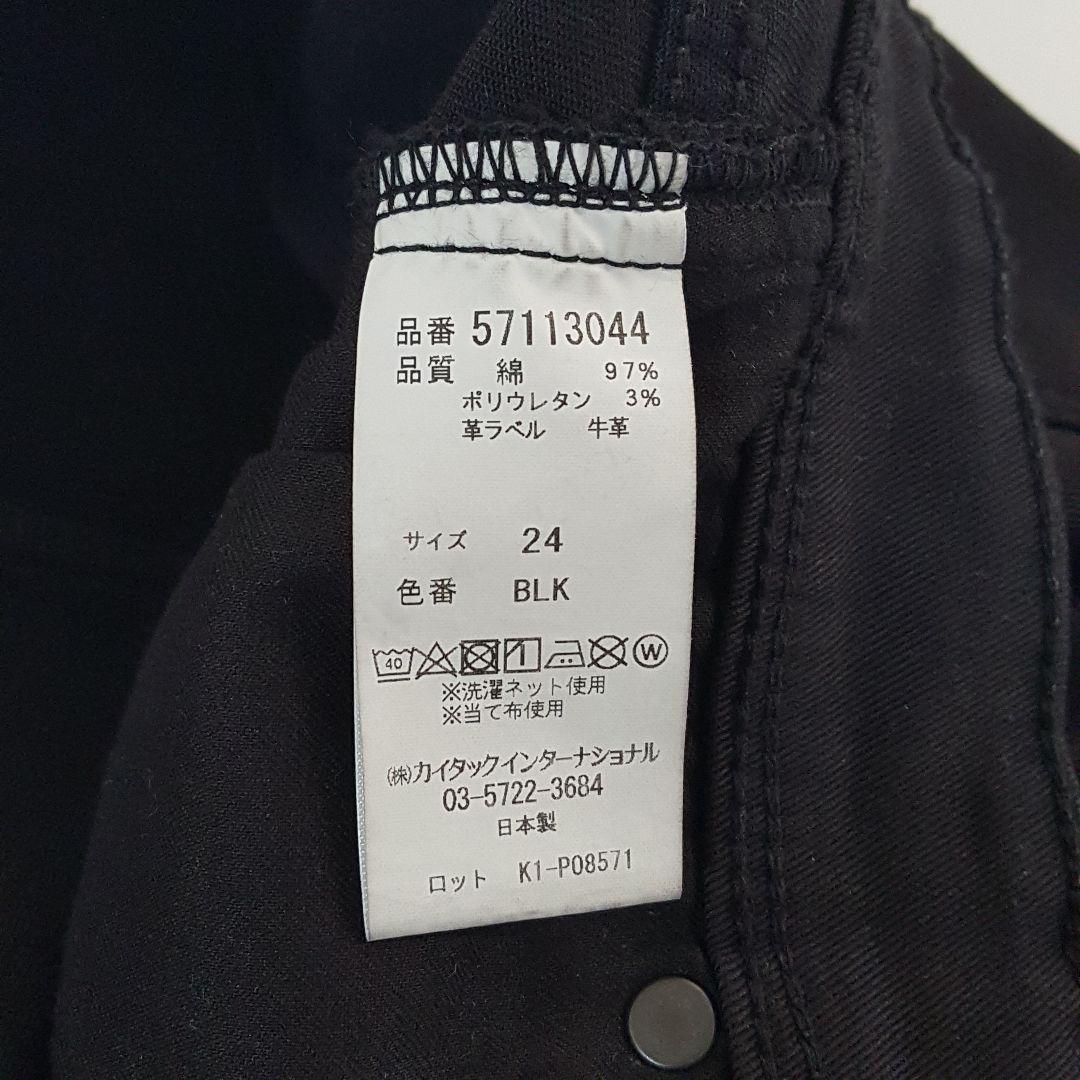 品番 57113044
品質 綿 97%
ポリウレタン 3%
革ラベル 牛革
サイズ 24
色番 BLK
40 W
※洗濯ネット使用
※当て布使用
㈱カイタックインターナショナル
03-5722-3684
日本製
ロット K1-P08571